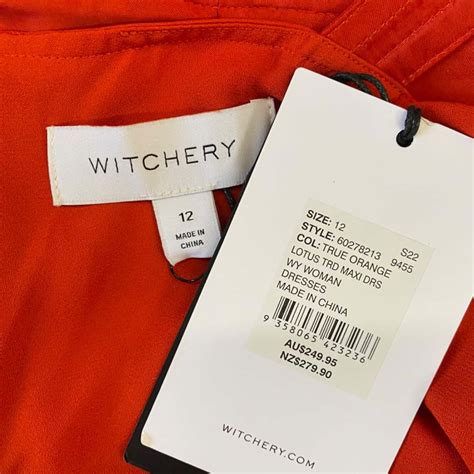 WITCHERY
12
MADE IN
CHINA
SIZE: 12
STYLE: 60278213 S22
COL: TRUE ORANGE 9455
LOTUS TRD MAXI DRS
WY WOMAN
DRESSES
MADE IN CHINA
9 358065 423236
AU$249.95
NZ$279.90
WITCHERY.COM